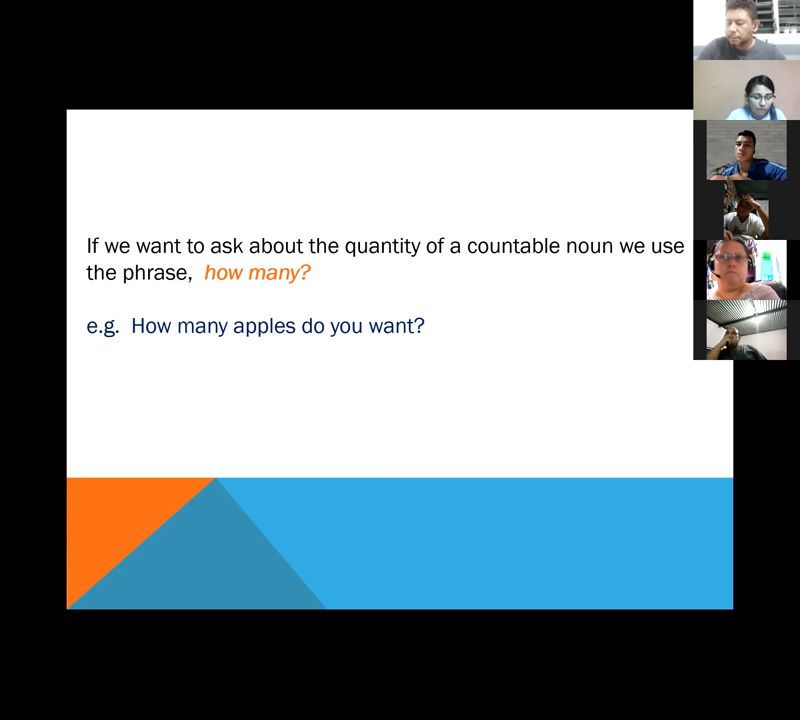 If we want to ask about the quantity of a countable noun we use
the phrase, how many?
e.g. How many apples do you want?